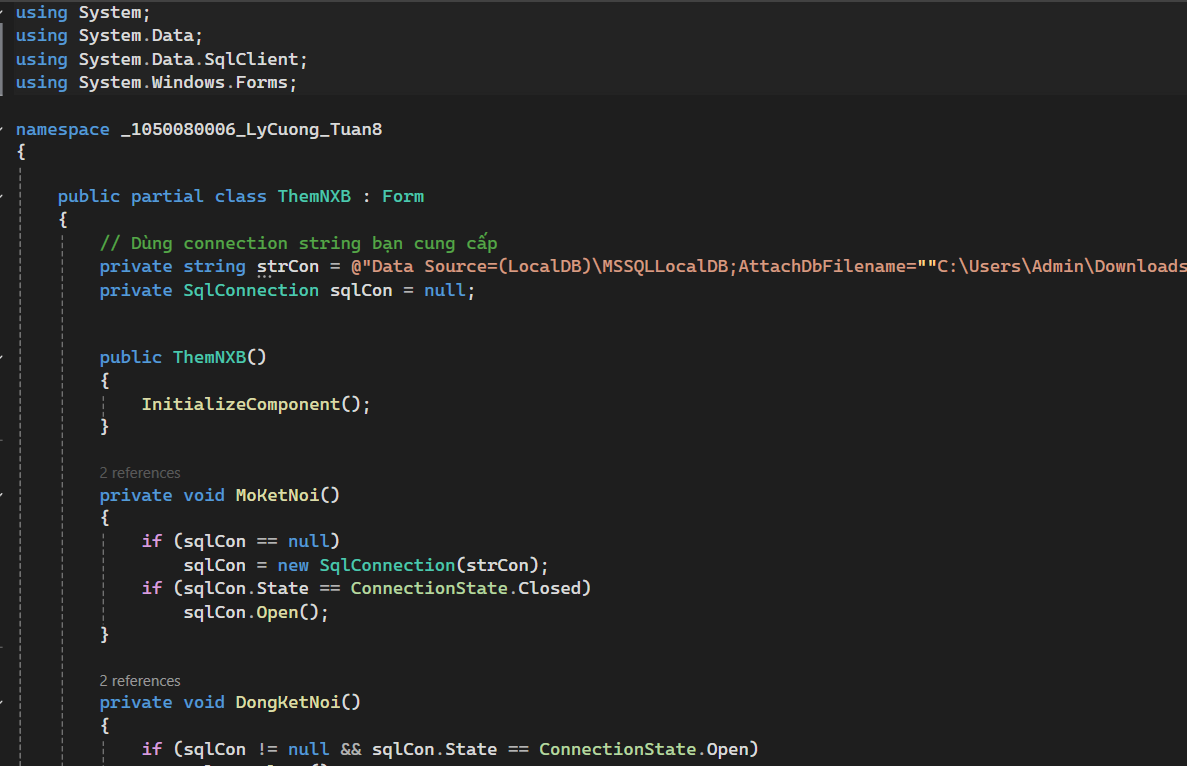 using System;
using System.Data;
using System.Data.SqlClient;
using System.Windows.Forms;
namespace _1050080006_LyCuong_Tuan8
{
public partial class ThemNXB : Form
{
// Dùng connection string bạn cung cấp
private string strCon = @"Data Source=(LocalDB)\MSSQLLocalDB;AttachDbFilename=""C:\Users\Admin\Downloads
private SqlConnection sqlCon = null;
public ThemNXB()
{
InitializeComponent();
}
2 references
private void MoKetNoi()
{
if (sqlCon == null)
sqlCon = new SqlConnection(strCon);
if (sqlCon.State == ConnectionState.Closed)
sqlCon.Open();
}
2 references
private void DongKetNoi()
{
if (sqlCon != null && sqlCon.State == ConnectionState.Open)